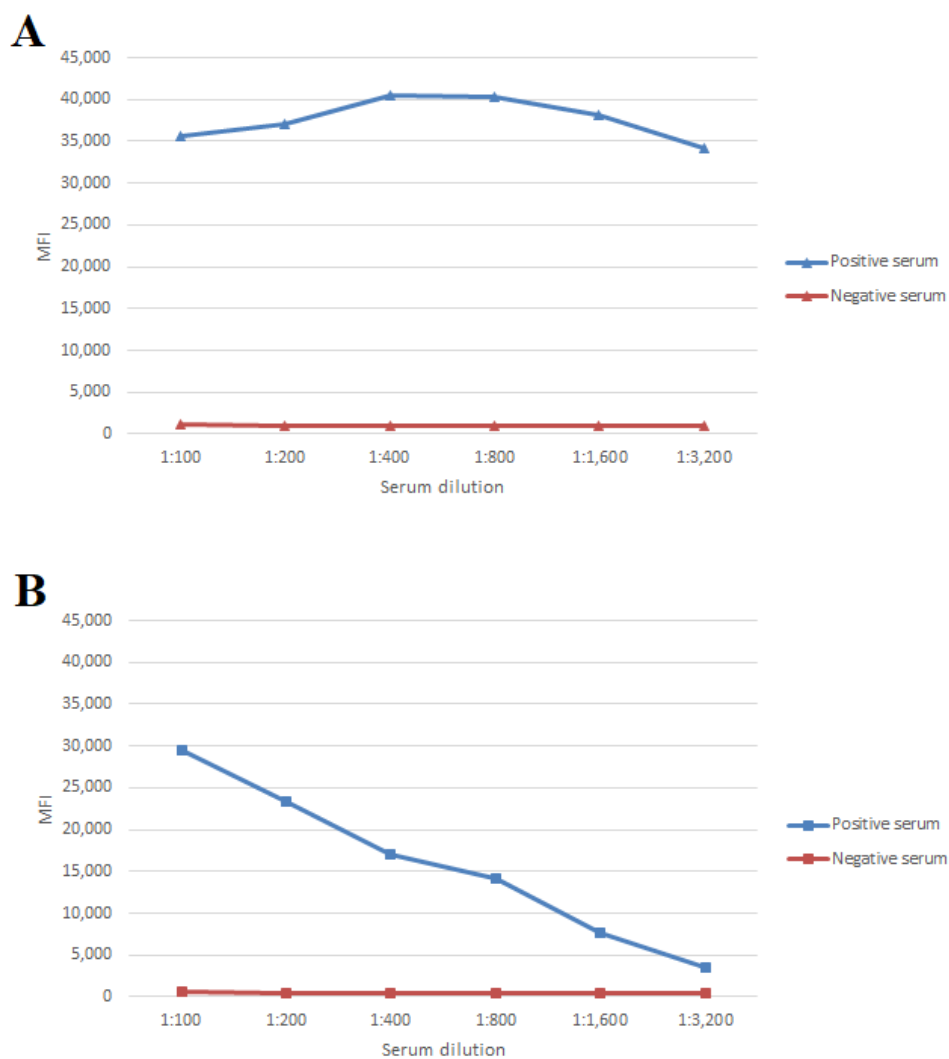 A
45,000
40,000
35,000
30,000
25,000
20,000
15,000
10,000
5,000
0
MFI
1:100 1:200 1:400 1:800 1:1,600 1:3,200
Serum dilution
Positive serum
Negative serum
B
45,000
40,000
35,000
30,000
25,000
20,000
15,000
10,000
5,000
0
MFI
1:100 1:200 1:400 1:800 1:1,600 1:3,200
Serum dilution
Positive serum
Negative serum